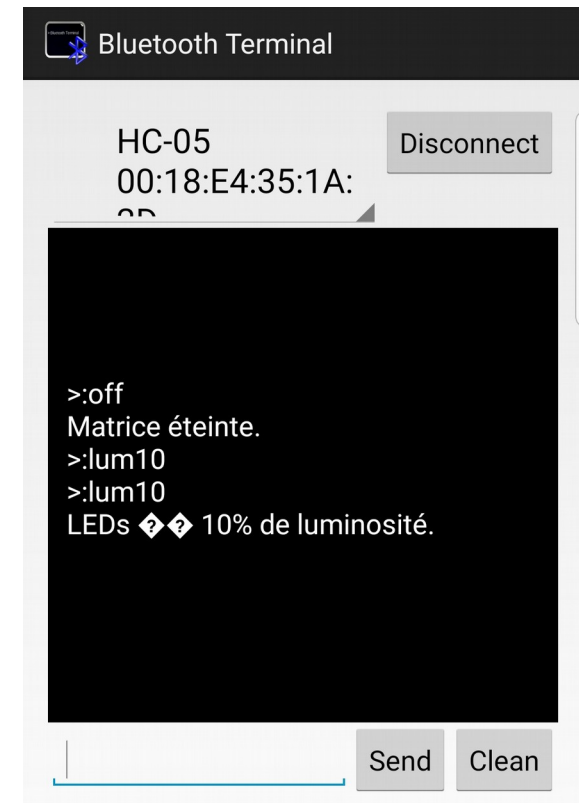 Bluetooth Terminal
HC-05
00:18:E4:35:1A:
Disconnect
>:off
Matrice éteinte.
>:lum10
>:lum10
LEDs �� 10% de luminosité.
Send
Clean